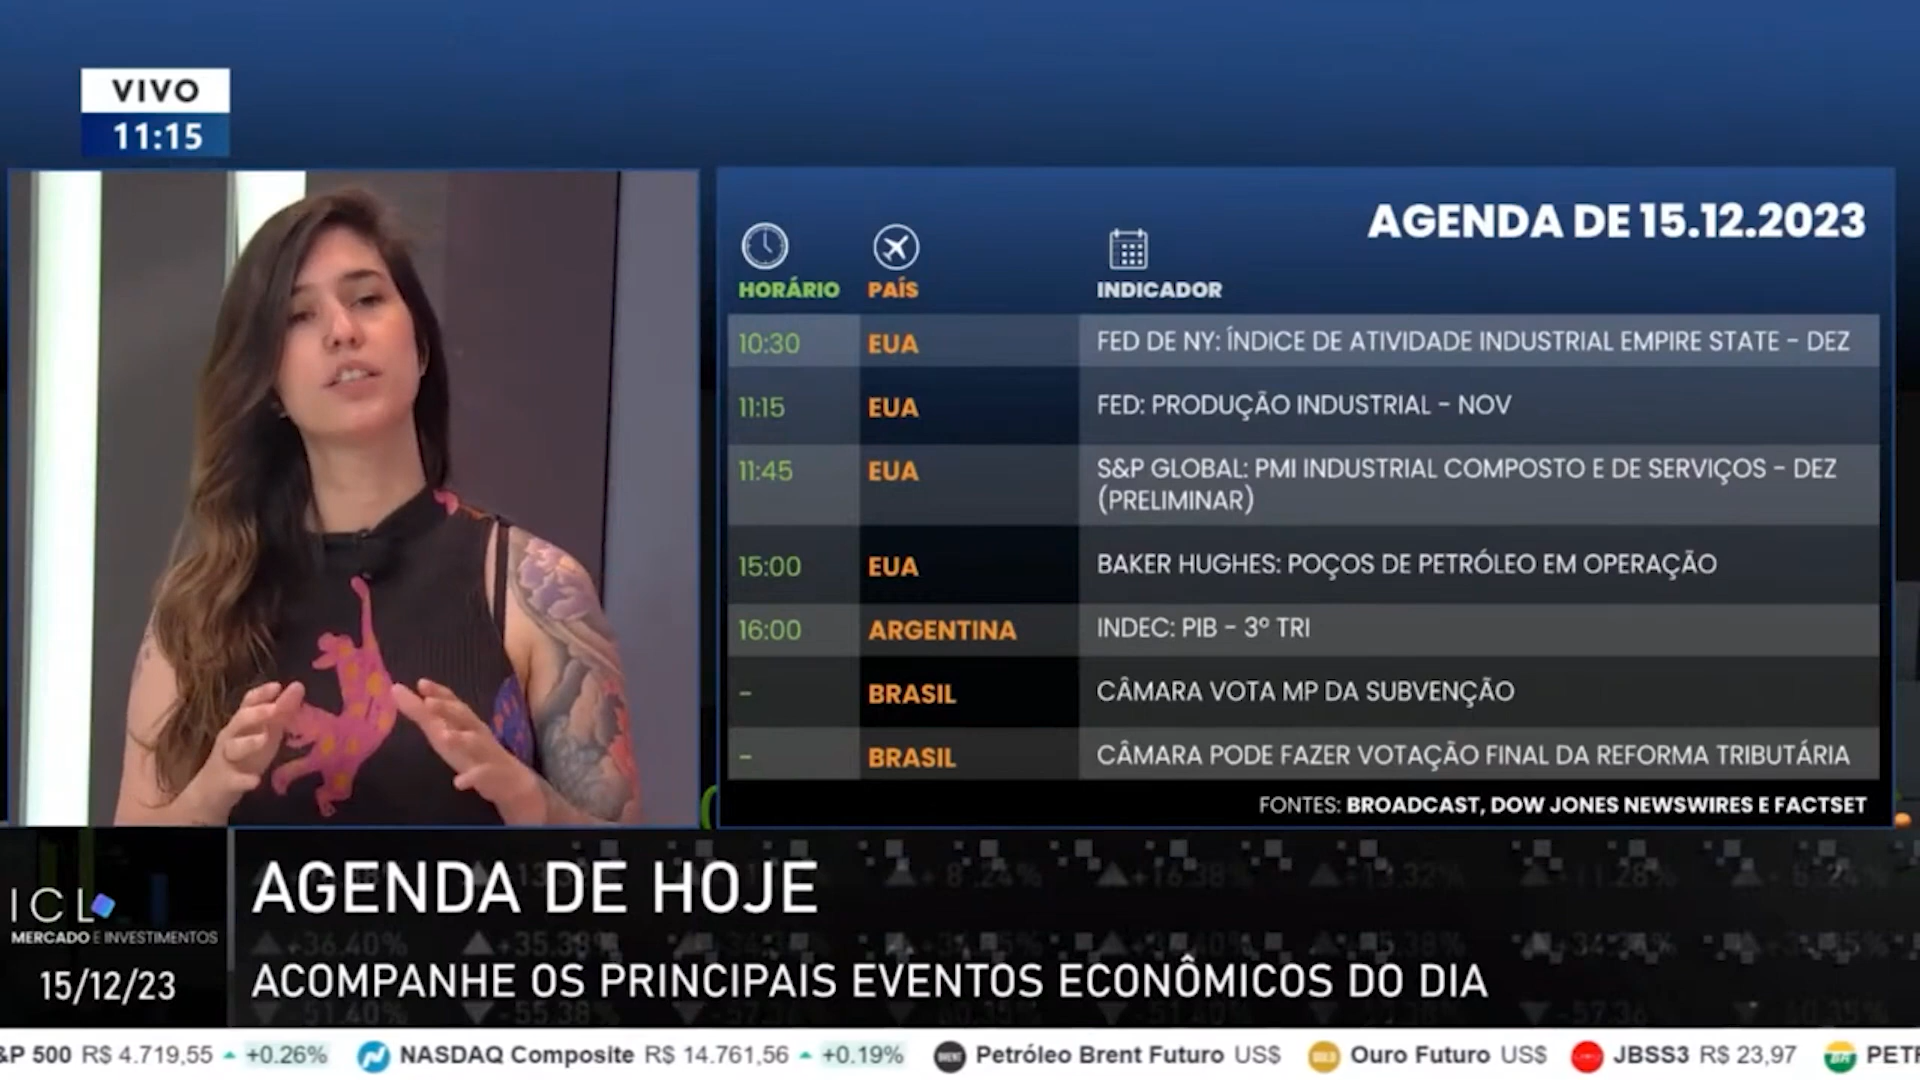 VIVO
11:15
AGENDA DE 15.12.2023
HORÁRIO PAÍS INDICADOR
10:30 EUA FED DE NY: ÍNDICE DE ATIVIDADE INDUSTRIAL EMPIRE STATE - DEZ
11:15 EUA FED: PRODUÇÃO INDUSTRIAL - NOV
11:45 EUA S&P GLOBAL: PMI INDUSTRIAL COMPOSTO E DE SERVIÇOS - DEZ
(PRELIMINAR)
15:00 EUA BAKER HUGHES: POÇOS DE PETRÓLEO EM OPERAÇÃO
16:00 ARGENTINA INDEC: PIB - 3º TRI
- BRASIL CÂMARA VOTA MP DA SUBVENÇÃO
- BRASIL CÂMARA PODE FAZER VOTAÇÃO FINAL DA REFORMA TRIBUTÁRIA
FONTES: BROADCAST, DOW JONES NEWSWIRES E FACTSET
ICL
MERCADO E INVESTIMENTOS
15/12/23
AGENDA DE HOJE
ACOMPANHE OS PRINCIPAIS EVENTOS ECONÔMICOS DO DIA
&P 500 R$ 4.719,55 +0.26% NASDAQ Composite R$ 14.761,56 +0.19% Petróleo Brent Futuro US$ Ouro Futuro US$ JBSS3 R$ 23,97 PETR